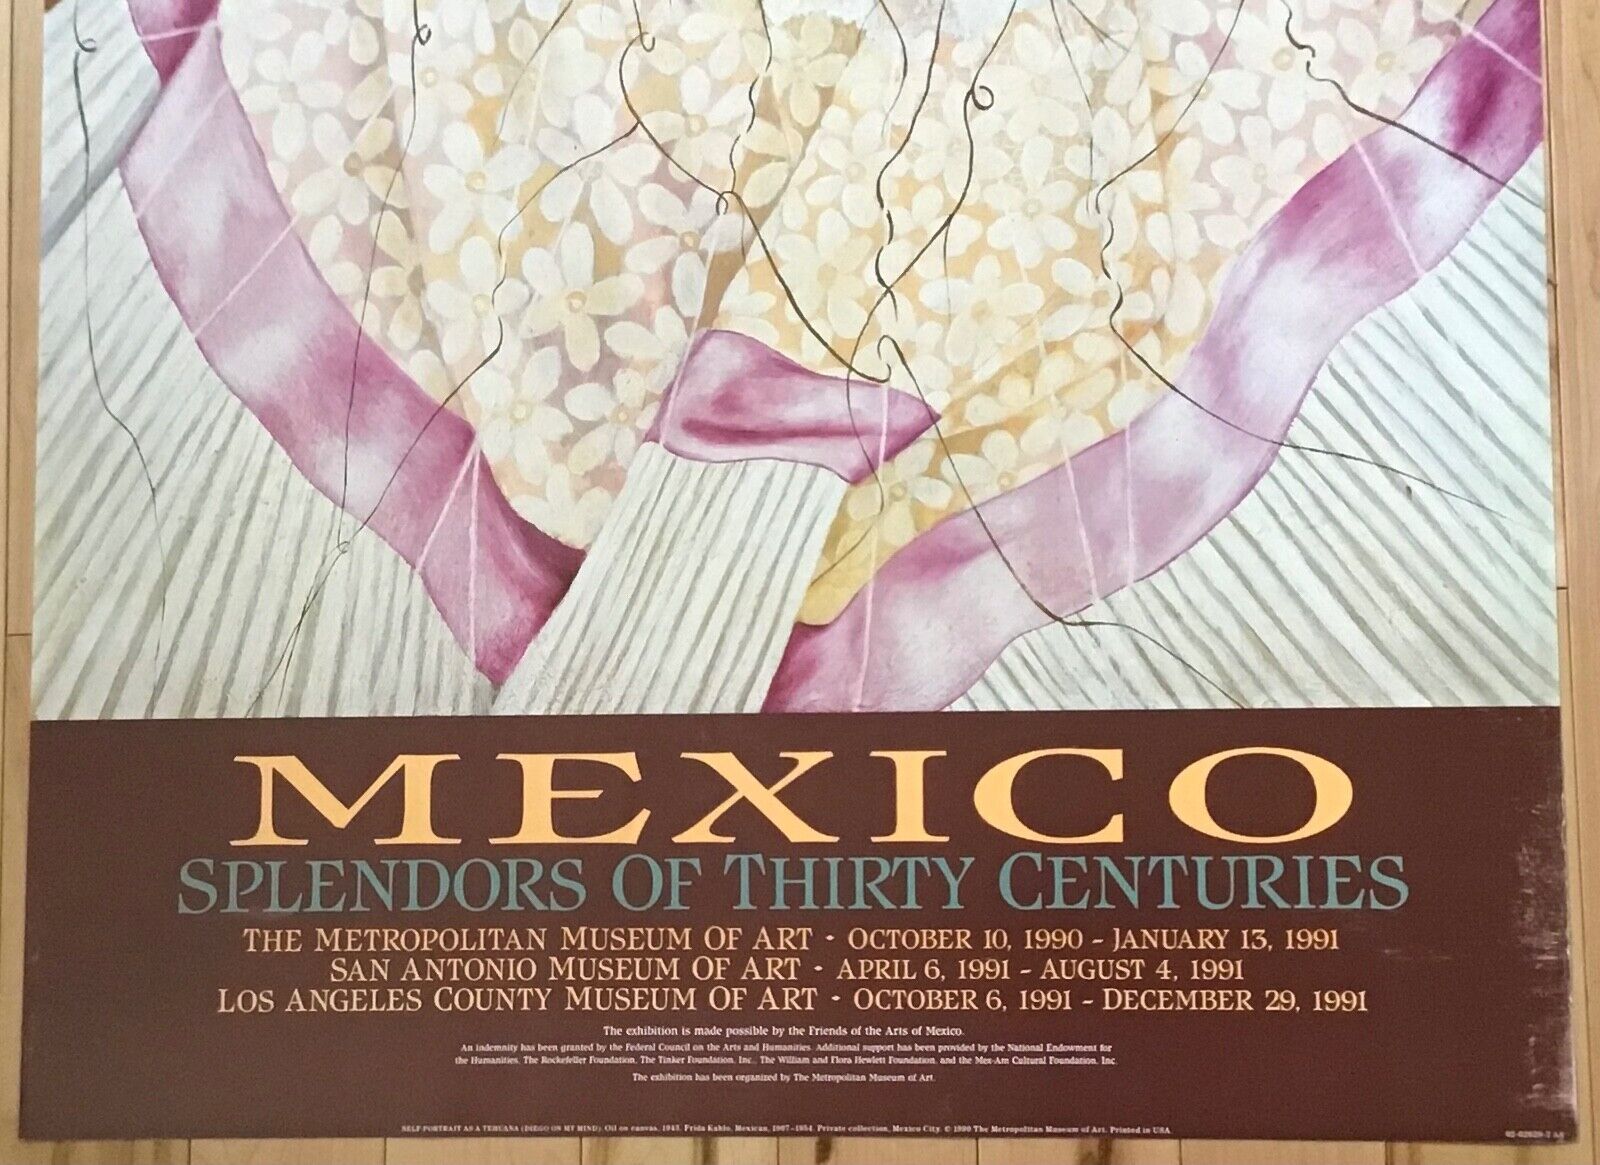 MEXICO
SPLENDORS OF THIRTY CENTURIES
THE METROPOLITAN MUSEUM OF ART • OCTOBER 10, 1990 - JANUARY 13, 1991
SAN ANTONIO MUSEUM OF ART • APRIL 6, 1991 - AUGUST 4, 1991
LOS ANGELES COUNTY MUSEUM OF ART • OCTOBER 6, 1991 - DECEMBER 29, 1991
The exhibition is made possible by the Friends of the Arts of Mexico.
An indemnity has been granted by the Federal Council on the Arts and Humanities. Additional support has been provided by the National Endowment for
the Humanities, The Rockefeller Foundation, The Tinker Foundation, Inc., The William and Flora Hewlett Foundation, and the Mex-Am Cultural Foundation, Inc.
The exhibition has been organized by The Metropolitan Museum of Art.
SELF-PORTRAIT AS A TEHUANA (DIEGO ON MY MIND). Oil on canvas, 1943. Frida Kahlo, Mexican, 1907-1954. Private collection, Mexico City. © 1990 The Metropolitan Museum of Art. Printed in USA